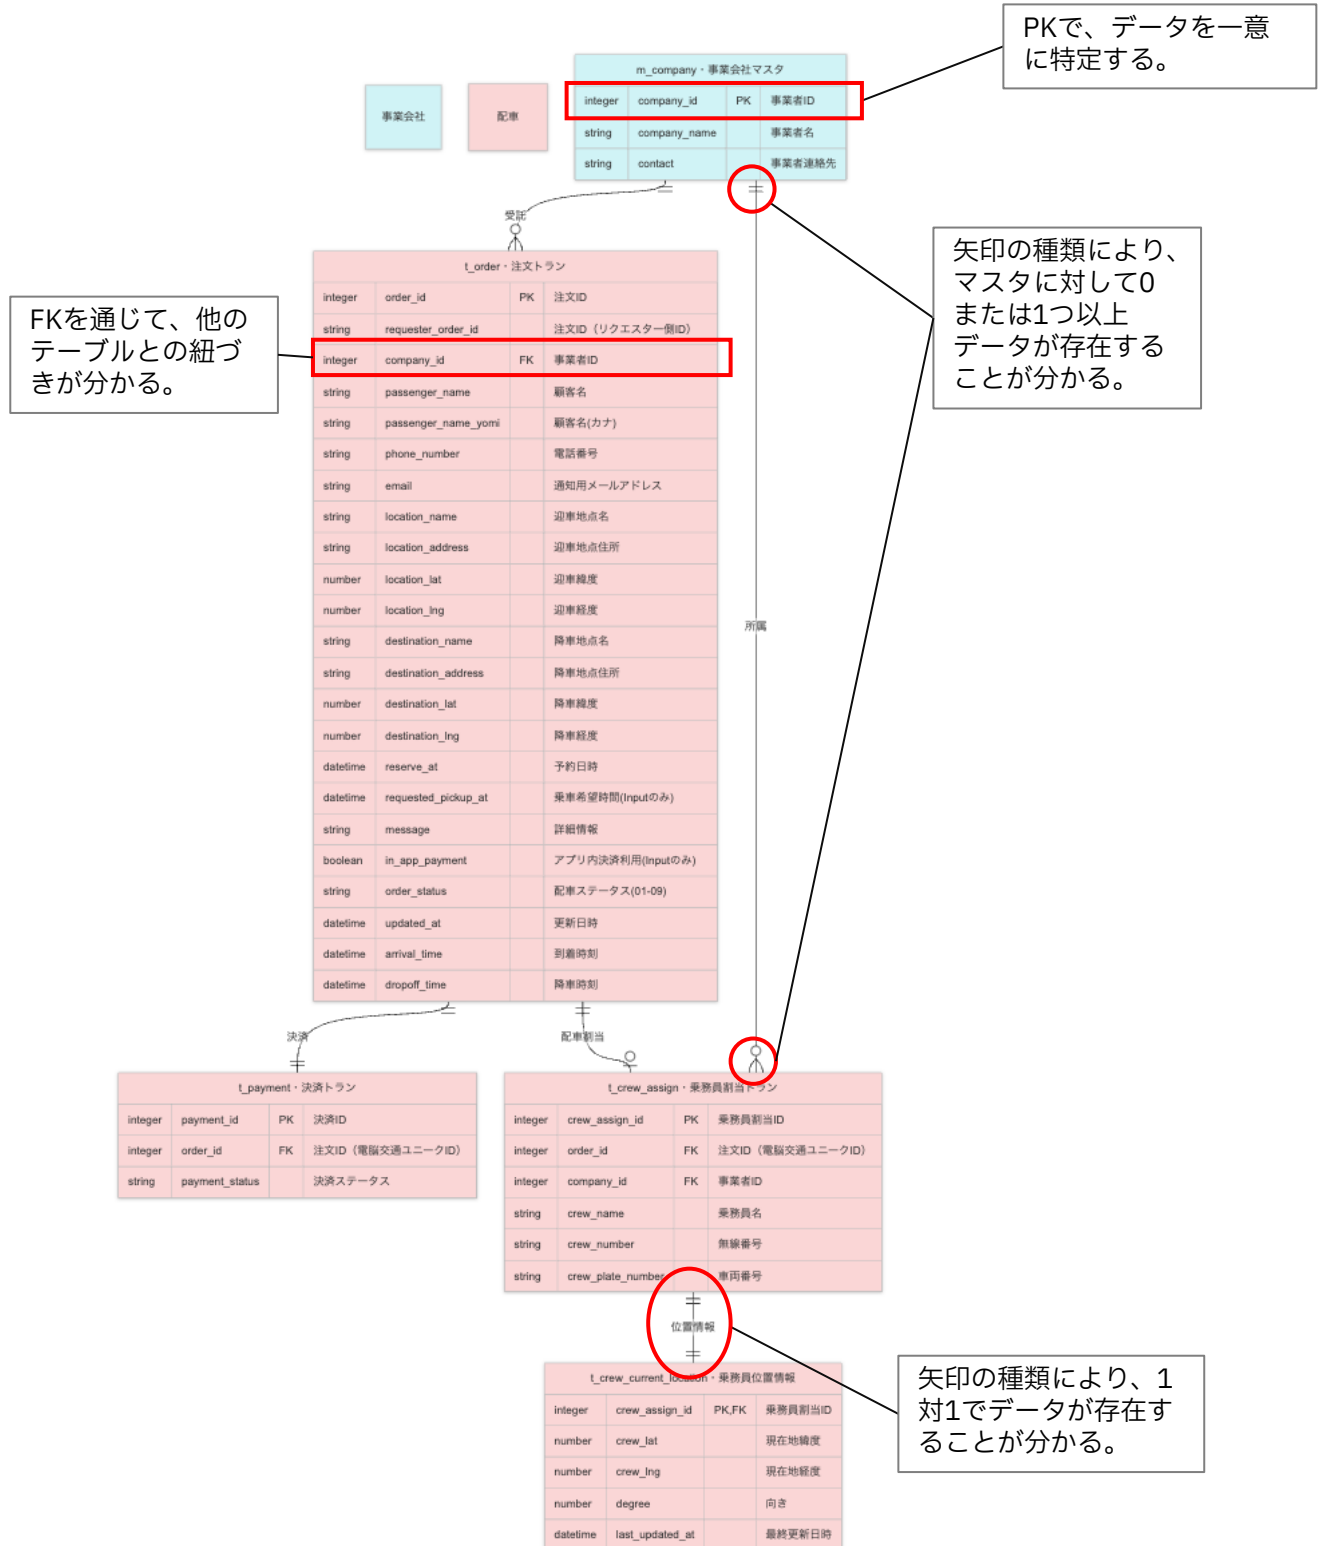 PKで、データを一意
に特定する。
m_company・事業会社マスタ
integer company_id PK 事業者ID
string company_name 事業者名
string contact 事業者連絡先
事業会社
配車
受託
所属
矢印の種類により、
マスタに対して0
または1つ以上
データが存在する
ことが分かる。
FKを通じて、他の
テーブルとの紐づ
きが分かる。
t_order・注文トラン
integer order_id PK 注文ID
string requester_order_id 注文ID（リクエスター側ID）
integer company_id FK 事業者ID
string passenger_name 顧客名
string passenger_name_yomi 顧客名(カナ)
string phone_number 電話番号
string email 通知用メールアドレス
string location_name 迎車地点名
string location_address 迎車地点住所
number location_lat 迎車緯度
number location_lng 迎車経度
string destination_name 降車地点名
string destination_address 降車地点住所
number destination_lat 降車緯度
number destination_lng 降車経度
datetime reserve_at 予約日時
datetime requested_pickup_at 乗車希望時間(Inputのみ)
string message 詳細情報
boolean in_app_payment アプリ内決済利用(Inputのみ)
string order_status 配車ステータス(01-09)
datetime updated_at 更新日時
datetime arrival_time 到着時刻
datetime dropoff_time 降車時刻
決済
配車割当
t_payment・決済トラン
integer payment_id PK 決済ID
integer order_id FK 注文ID（電脳交通ユニークID）
string payment_status 決済ステータス
t_crew_assign・乗務員割当トラン
integer crew_assign_id PK 乗務員割当ID
integer order_id FK 注文ID（電脳交通ユニークID）
integer company_id FK 事業者ID
string crew_name 乗務員名
string crew_number 無線番号
string crew_plate_number 車両番号
位置情報
t_crew_current_location・乗務員位置情報
integer crew_assign_id PK,FK 乗務員割当ID
number crew_lat 現在地緯度
number crew_lng 現在地経度
number degree 向き
datetime last_updated_at 最終更新日時
矢印の種類により、1
対1でデータが存在す
ることが分かる。